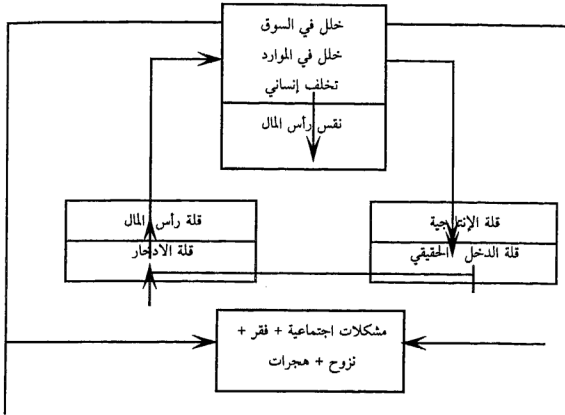 خلل في السوق
خلل في الموارد
تخلف إنساني
نقس رأس المال
قلة الإنتاجية
قلة الدخل الحقيقي
قلة رأس المال
قلة الادخار
مشكلات اجتماعية + فقر +
نزوح + هجرات